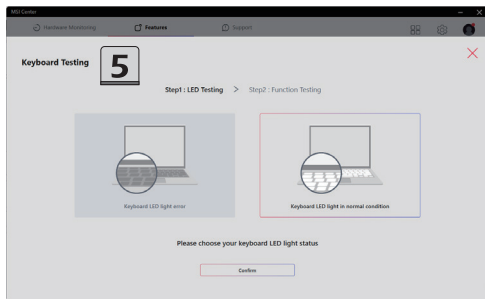 MSI Center
Hardware Monitoring
Features
Support
Keyboard Testing
5
Step1 : LED Testing > Step2 : Function Testing
Keyboard LED light error
Keyboard LED light in normal condition
Please choose your keyboard LED light status
Confirm